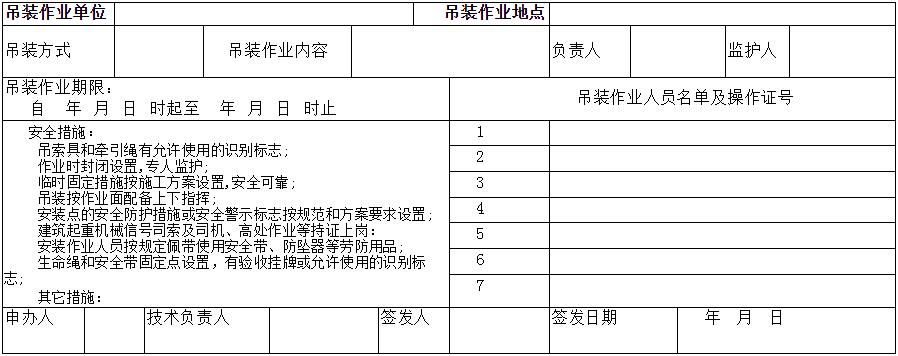 吊装作业单位 吊装作业地点
吊装方式 吊装作业内容 负责人 监护人
吊装作业期限：
自 年 月 日 时起至 年 月 日 时止
吊装作业人员名单及操作证号
安全措施：
吊索具和牵引绳有允许使用的识别标志；
作业时封闭设置,专人监护；
临时固定措施按施工方案设置,安全可靠；
吊装按作业面配备上下指挥；
安装点的安全防护措施或安全警示标志按规范和方案要求设置；
建筑起重机械信号司索及司机、高处作业等持证上岗：
安装作业人员按规定佩带使用安全带、防坠器等劳防用品；
生命绳和安全带固定点设置，有验收挂牌或允许使用的识别标
志；
其它措施：
1
2
3
4
5
6
7
申办人 技术负责人 签发人 签发日期 年 月 日